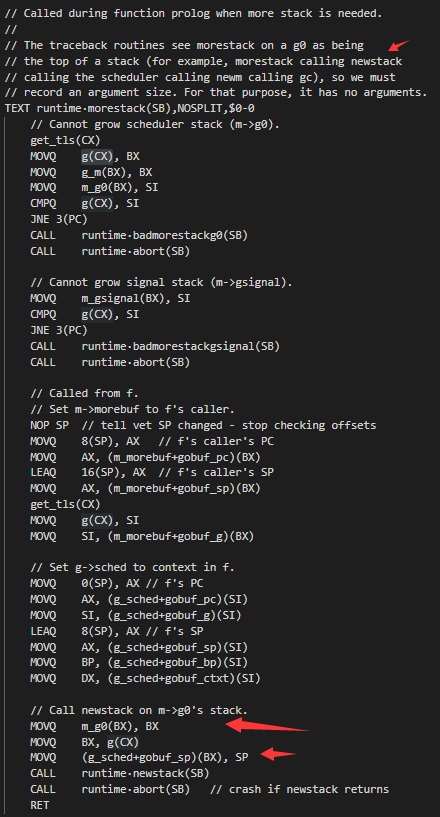 // Called during function prolog when more stack is needed.
//
// The traceback routines see morestack on a g0 as being
// the top of a stack (for example, morestack calling newstack
// calling the scheduler calling newm calling gc), so we must
// record an argument size. For that purpose, it has no arguments.
TEXT runtime·morestack(SB),NOSPLIT,$0-0
// Cannot grow scheduler stack (m->g0).
get_tls(CX)
MOVQ g(CX), BX
MOVQ g_m(BX), BX
MOVQ m_g0(BX), SI
CMPQ g(CX), SI
JNE 3(PC)
CALL runtime·badmorestackg0(SB)
CALL runtime·abort(SB)

// Cannot grow signal stack (m->gsignal).
MOVQ m_gsignal(BX), SI
CMPQ g(CX), SI
JNE 3(PC)
CALL runtime·badmorestackgsignal(SB)
CALL runtime·abort(SB)

// Called from f.
// Set m->morebuf to f's caller.
NOP SP // tell vet SP changed - stop checking offsets
MOVQ 8(SP), AX // f's caller's PC
MOVQ AX, (m_morebuf+gobuf_pc)(BX)
LEAQ 16(SP), AX // f's caller's SP
MOVQ AX, (m_morebuf+gobuf_sp)(BX)
get_tls(CX)
MOVQ g(CX), SI
MOVQ SI, (m_morebuf+gobuf_g)(BX)

// Set g->sched to context in f.
MOVQ 0(SP), AX // f's PC
MOVQ AX, (g_sched+gobuf_pc)(SI)
MOVQ SI, (g_sched+gobuf_g)(SI)
LEAQ 8(SP), AX // f's SP
MOVQ AX, (g_sched+gobuf_sp)(SI)
MOVQ BP, (g_sched+gobuf_bp)(SI)
MOVQ DX, (g_sched+gobuf_ctxt)(SI)

// Call newstack on m->g0's stack.
MOVQ m_g0(BX), BX
MOVQ BX, g(CX)
MOVQ (g_sched+gobuf_sp)(BX), SP
CALL runtime·newstack(SB)
CALL runtime·abort(SB) // crash if newstack returns
RET